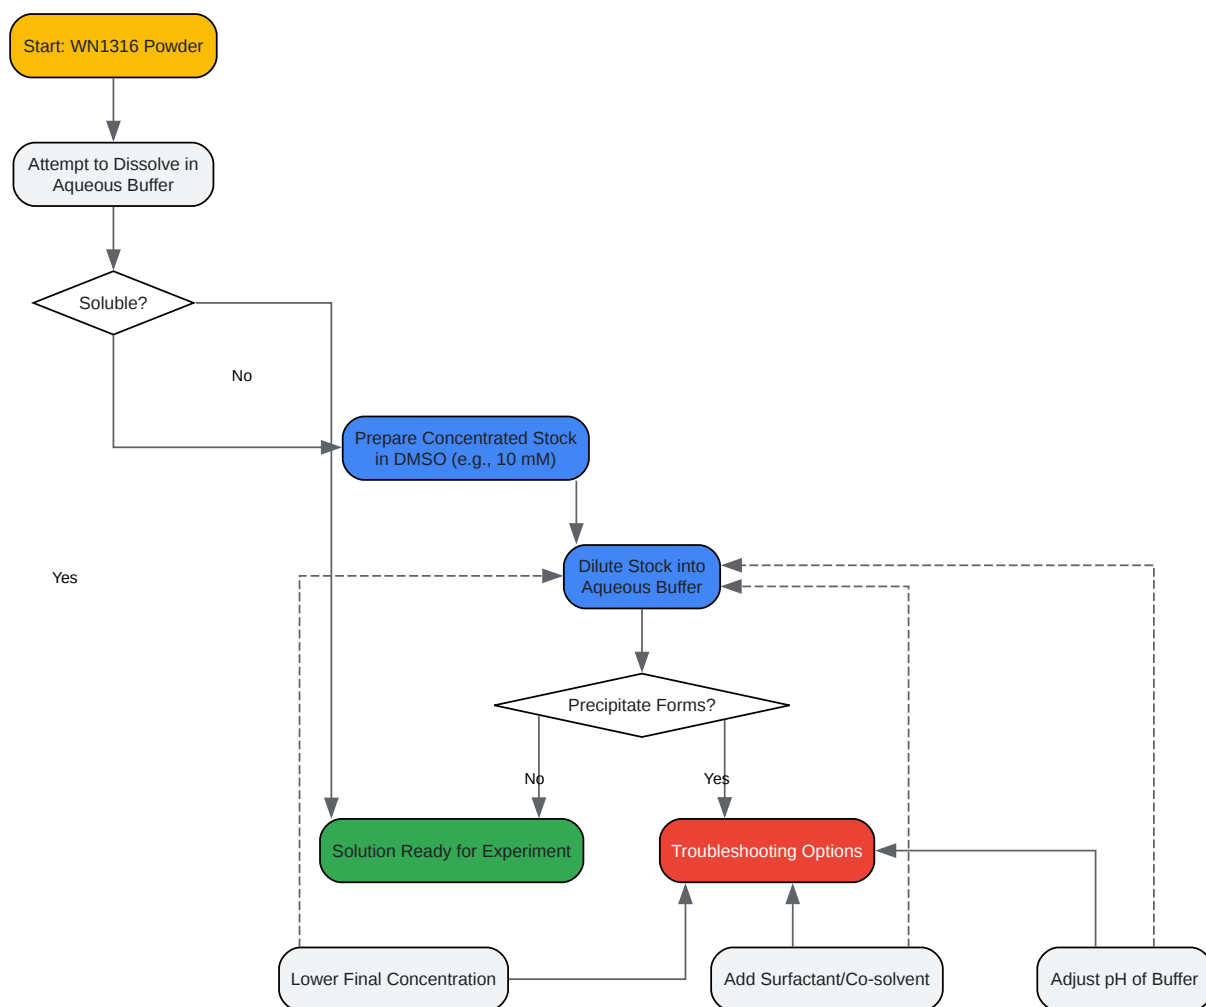 Start: WN1316 Powder
Attempt to Dissolve in
Aqueous Buffer
Soluble?
No
Prepare Concentrated Stock
in DMSO (e.g., 10 mM)
Yes
Dilute Stock into
Aqueous Buffer
Precipitate Forms?
No
Yes
Solution Ready for Experiment
Troubleshooting Options
Lower Final Concentration
Add Surfactant/Co-solvent
Adjust pH of Buffer